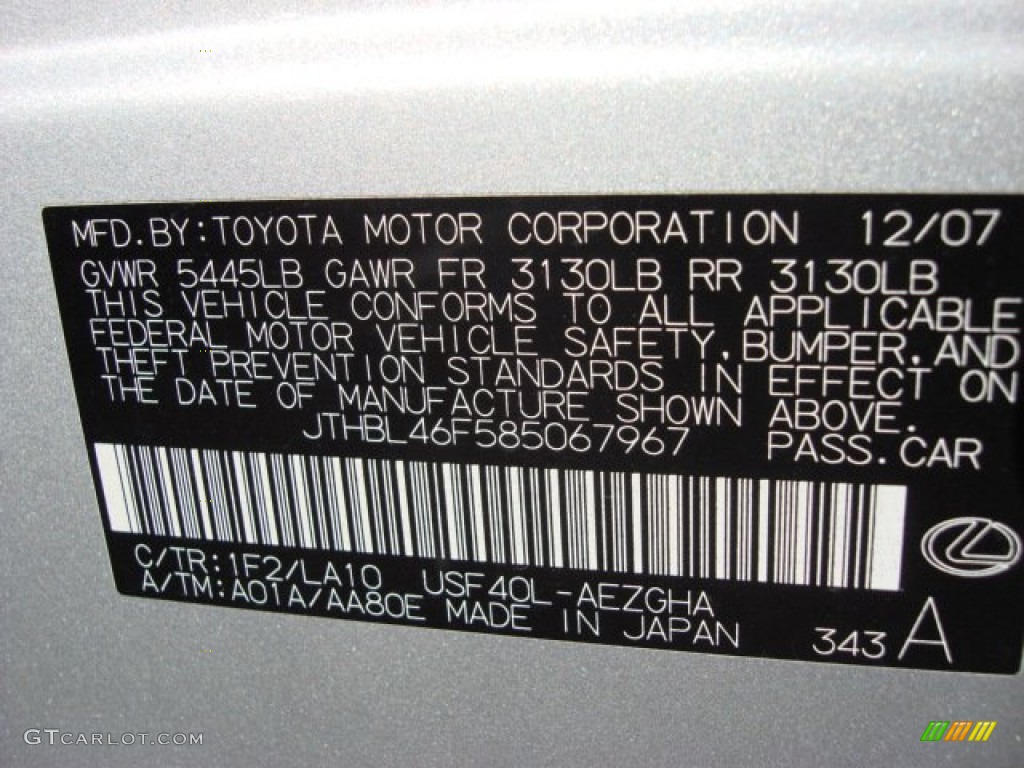 MFD.BY:TOYOTA MOTOR CORPORATION 12/07
GVWR 5445LB GAWR FR 3130LB RR 3130LB
THIS VEHICLE CONFORMS TO ALL APPLICABLE
FEDERAL MOTOR VEHICLE SAFETY,BUMPER,AND
THEFT PREVENTION STANDARDS IN EFFECT ON
THE DATE OF MANUFACTURE SHOWN ABOVE.
JTHBL46F585067967 PASS.CAR
C/TR:1F2/LA10 USF40L-AEZGHA
A/TM:A01A/AA80E MADE IN JAPAN 343 A
GTCARLOT.COM